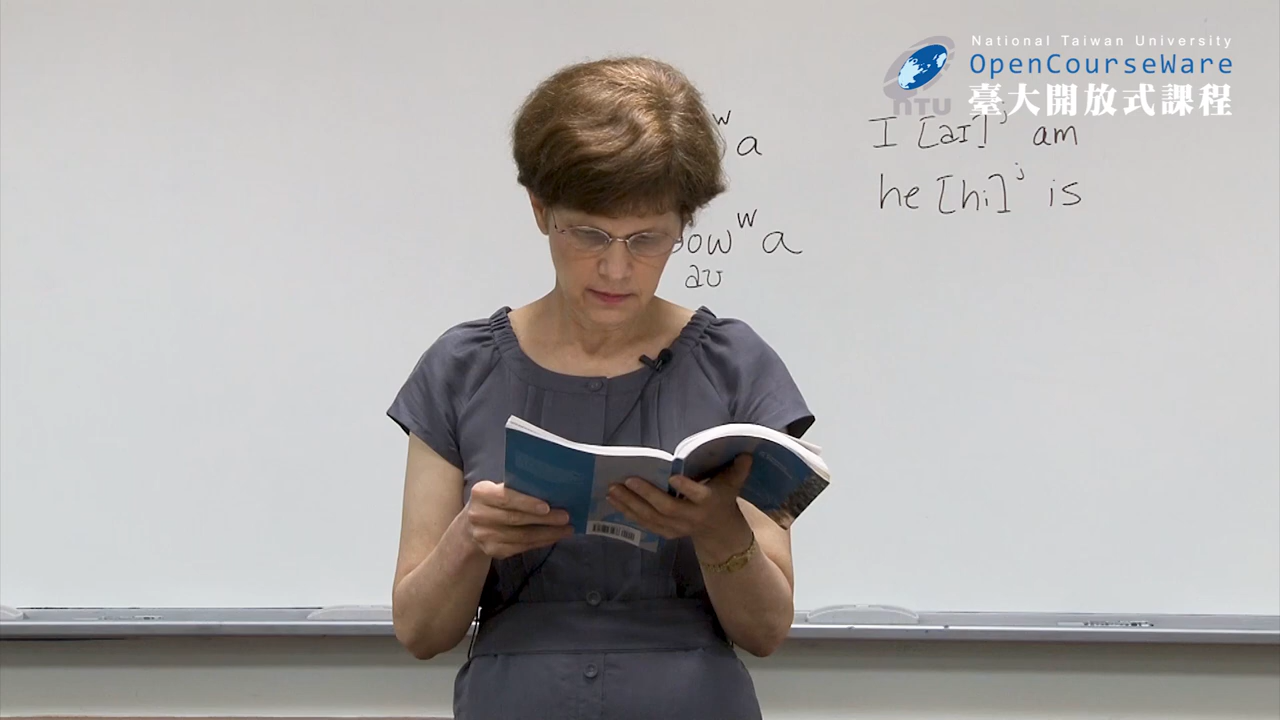 National Taiwan University
OpenCourseWare
NTU 臺大開放式課程
w
a
I [aɪ]ʲ am
he [hi]ʲ is
ow^w a
aʊ